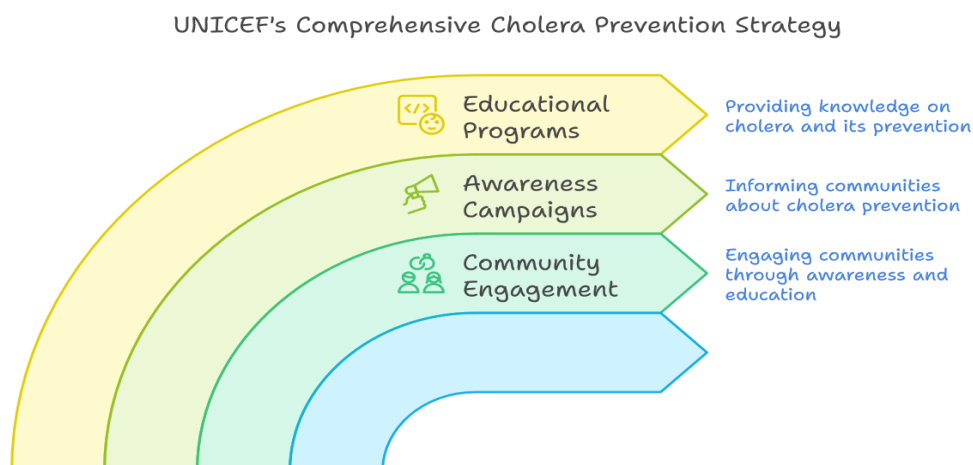 UNICEF's Comprehensive Cholera Prevention Strategy
Educational
Programs
Providing knowledge on
cholera and its prevention
Awareness
Campaigns
Informing communities
about cholera prevention
Community
Engagement
Engaging communities
through awareness and
education